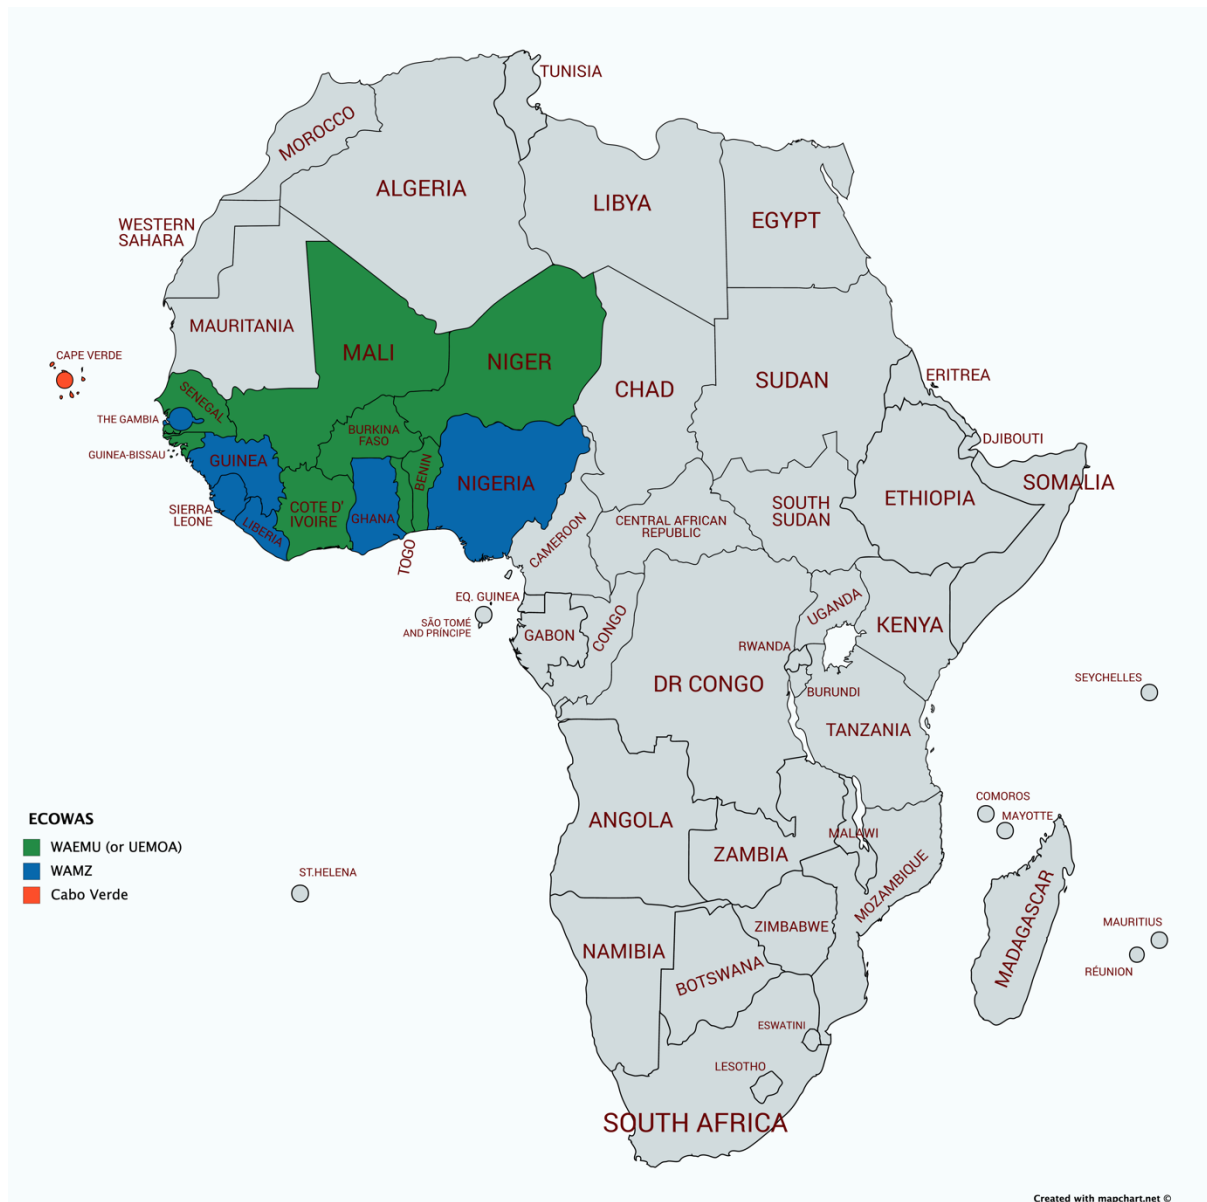 TUNISIA
MOROCCO
ALGERIA
LIBYA
EGYPT
WESTERN
SAHARA
MAURITANIA
MALI
NIGER
CHAD
SUDAN
ERITREA
CAPE VERDE
SENEGAL
THE GAMBIA
BURKINA
FASO
DJIBOUTI
GUINEA-BISSAU
GUINEA
BENIN
NIGERIA
SOMALIA
ETHIOPIA
SIERRA
LEONE
LIBERIA
COTE D'
IVOIRE
GHANA
TOGO
CAMEROON
CENTRAL AFRICAN
REPUBLIC
SOUTH
SUDAN
EQ. GUINEA
SÃO TOMÉ
AND PRÍNCIPE
GABON
CONGO
UGANDA
KENYA
RWANDA
DR CONGO
BURUNDI
SEYCHELLES
TANZANIA
COMOROS
MAYOTTE
ANGOLA
MALAWI
ZAMBIA
MOZAMBIQUE
ECOWAS
WAEMU (or UEMOA)
WAMZ
Cabo Verde
ST.HELENA
MADAGASCAR
MAURITIUS
RÉUNION
ZIMBABWE
NAMIBIA
BOTSWANA
ESWATINI
LESOTHO
SOUTH AFRICA
Created with mapchart.net ©